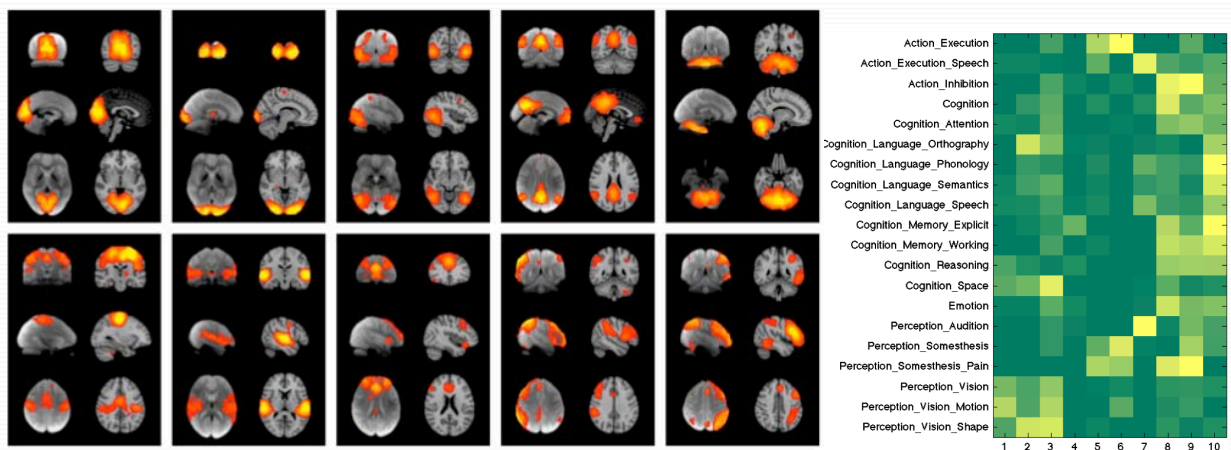 Action_Execution
Action_Execution_Speech
Action_Inhibition
Cognition
Cognition_Attention
Cognition_Language_Orthography
Cognition_Language_Phonology
Cognition_Language_Semantics
Cognition_Language_Speech
Cognition_Memory_Explicit
Cognition_Memory_Working
Cognition_Reasoning
Cognition_Space
Emotion
Perception_Audition
Perception_Somesthesis
Perception_Somesthesis_Pain
Perception_Vision
Perception_Vision_Motion
Perception_Vision_Shape
1 2 3 4 5 6 7 8 9 10